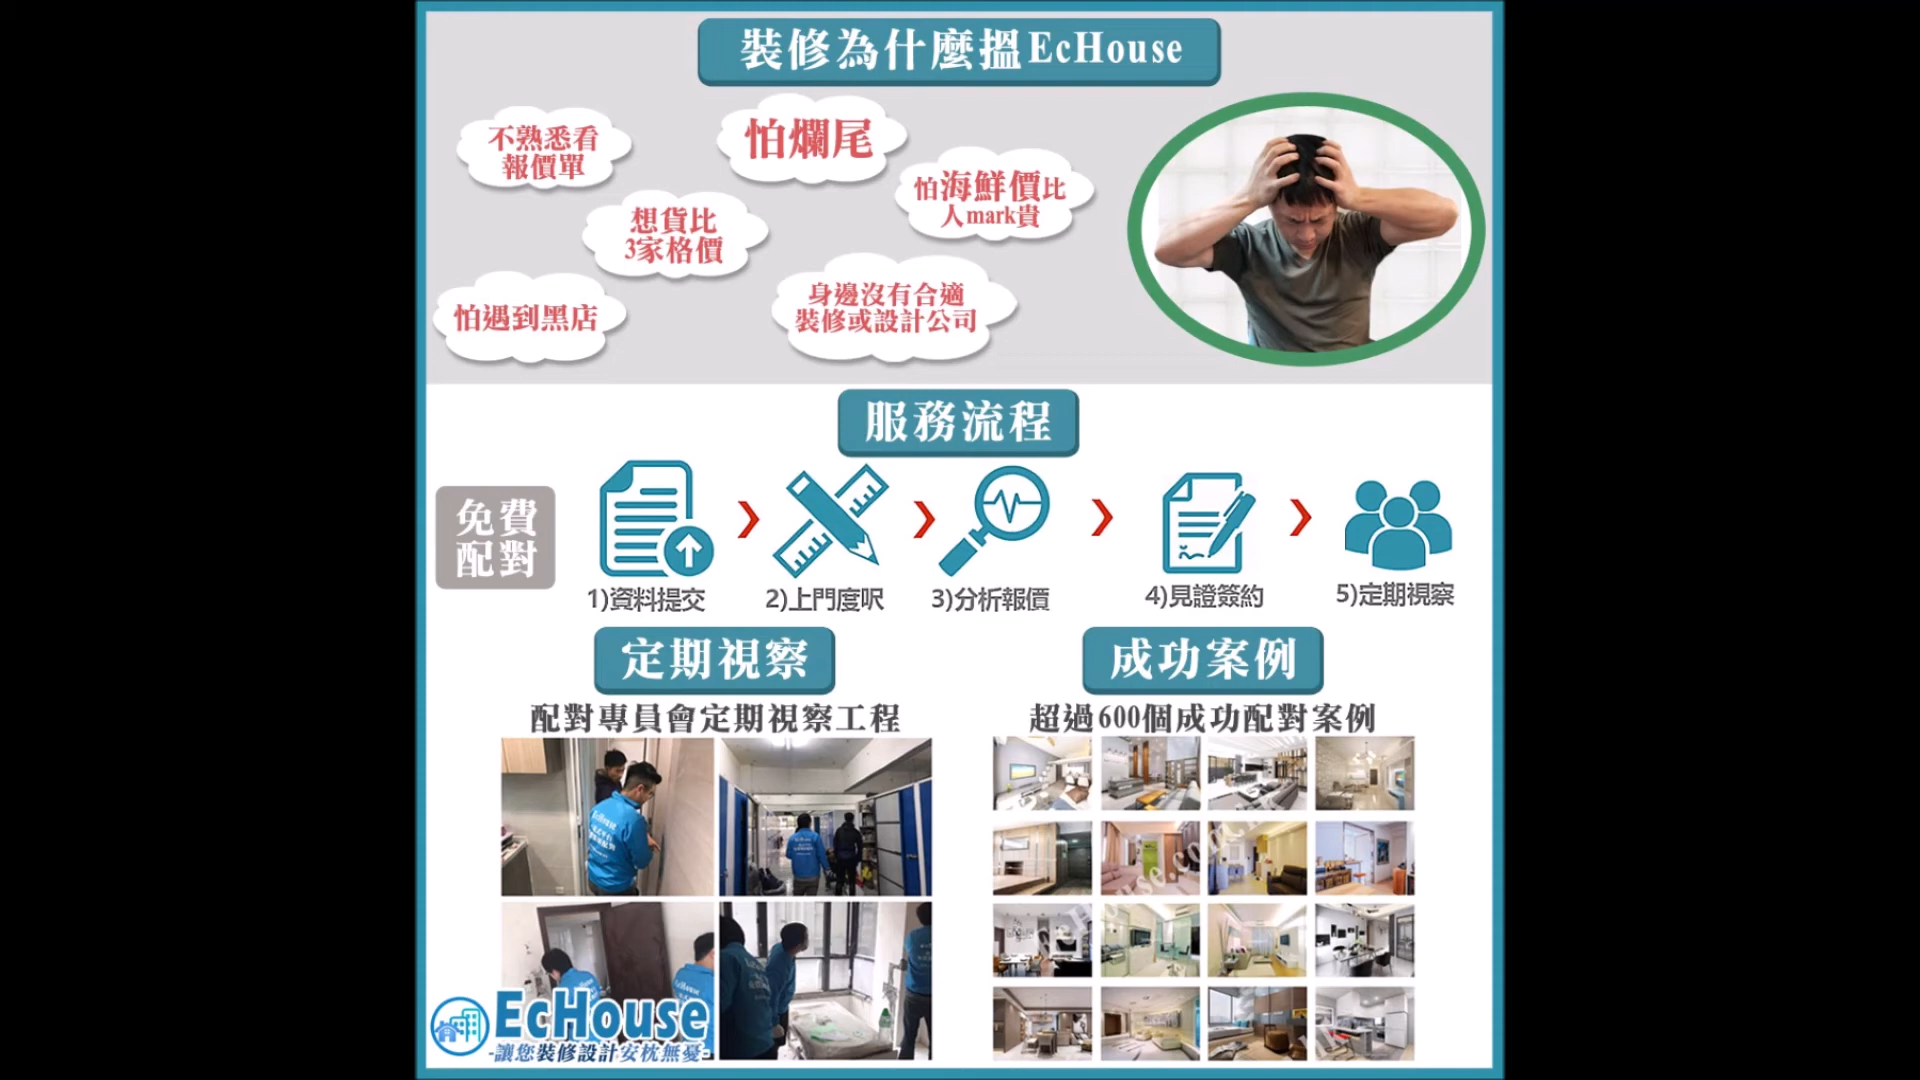 裝修為什麼搵EcHouse
不熟悉看
報價單
怕爛尾
怕海鮮價比
人mark貴
想貨比
3家格價
怕遇到黑店
身邊沒有合適
裝修或設計公司
服務流程
免費
配對
1)資料提交
2)上門度呎
3)分析報價
4)見證簽約
5)定期視察
定期視察
成功案例
配對專員會定期視察工程
超過600個成功配對案例
EcHouse
EcHouse
EcHouse
-讓您裝修設計安枕無憂-